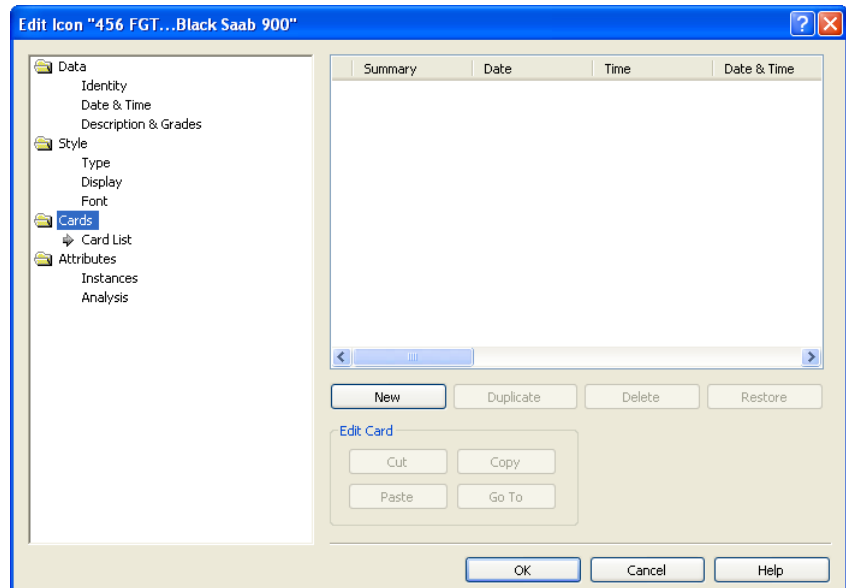 Edit Icon "456 FGT...Black Saab 900"
Data
Identity
Date & Time
Description & Grades
Style
Type
Display
Font
Cards
Card List
Attributes
Instances
Analysis
Summary Date Time Date & Time
New Duplicate Delete Restore
Edit Card
Cut Copy
Paste Go To
OK Cancel Help